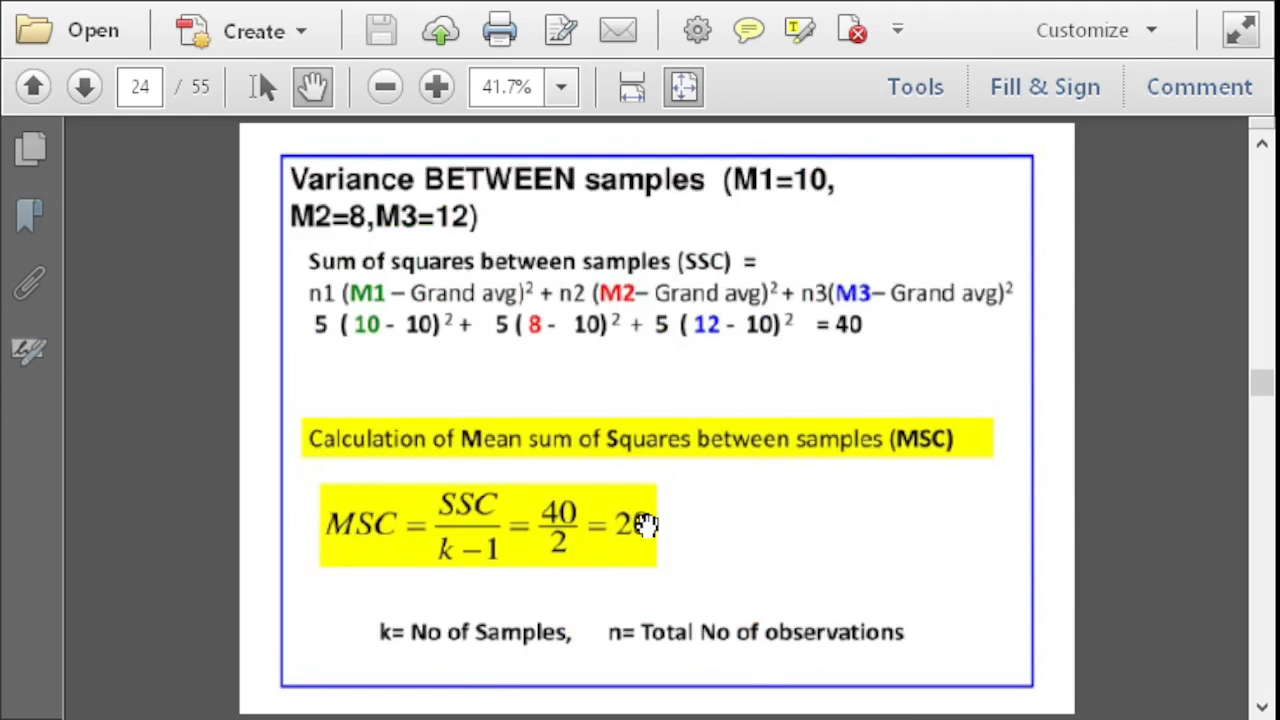 Open Create Customize
24 / 55 41.7% Tools Fill & Sign Comment
Variance BETWEEN samples (M1=10,
M2=8,M3=12)
Sum of squares between samples (SSC) =
n1 (M1 – Grand avg)² + n2 (M2– Grand avg)² + n3(M3– Grand avg)²
5 ( 10 - 10)² + 5 ( 8 - 10)² + 5 ( 12 - 10)² = 40
Calculation of Mean sum of Squares between samples (MSC)
MSC = SSC / k − 1 = 40 / 2 =
k= No of Samples, n= Total No of observations